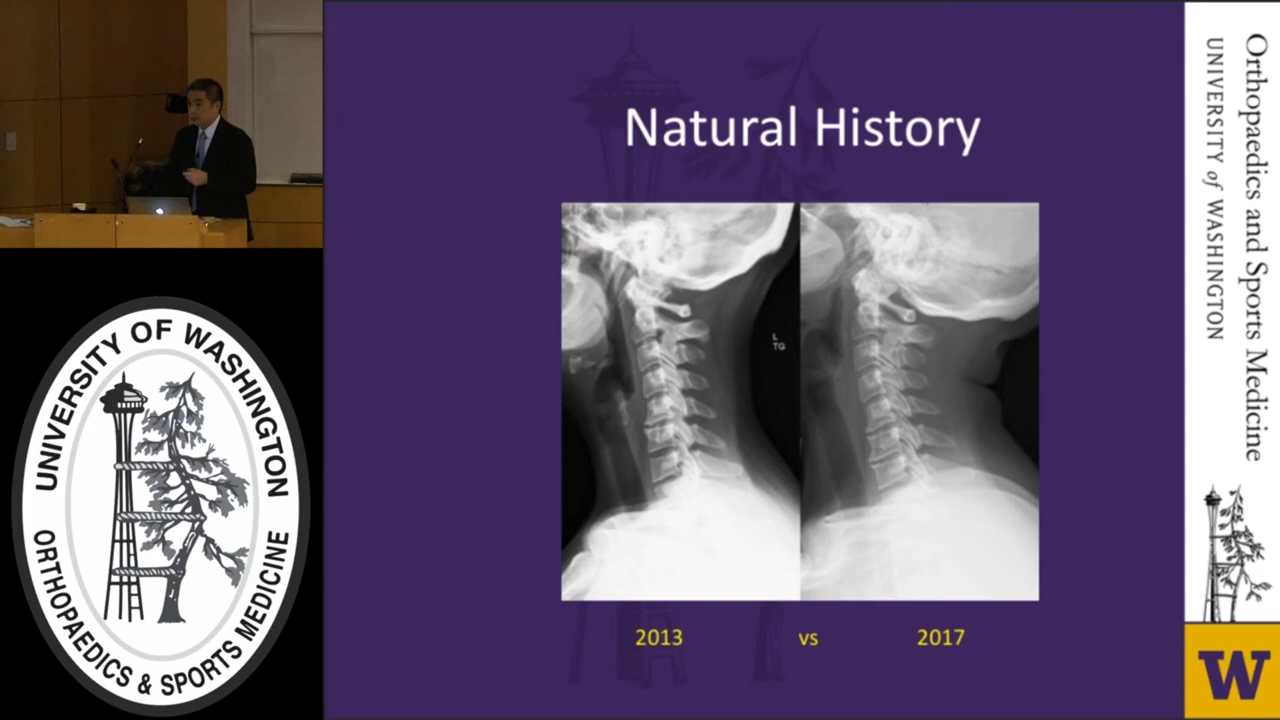 Natural History
L
TG
2013 vs 2017
UNIVERSITY OF WASHINGTON
ORTHOPAEDICS & SPORTS MEDICINE
Orthopaedics and Sports Medicine
UNIVERSITY of WASHINGTON
W